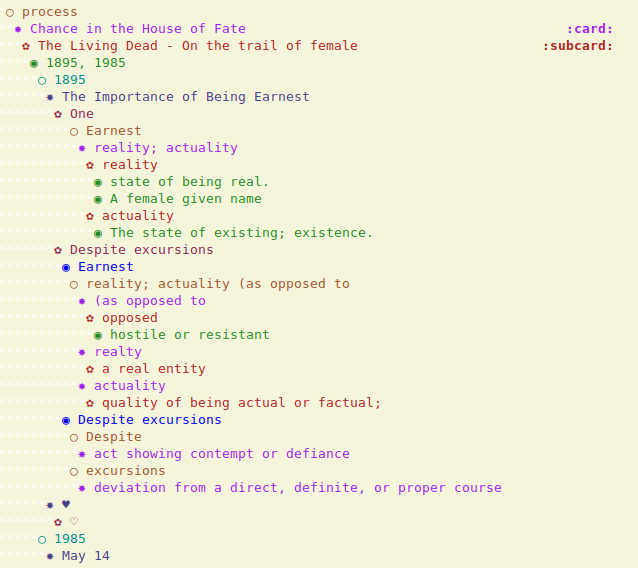 process
Chance in the House of Fate :card:
The Living Dead - On the trail of female :subcard:
1895, 1985
1895
The Importance of Being Earnest
One
Earnest
reality; actuality
reality
state of being real.
A female given name
actuality
The state of existing; existence.
Despite excursions
Earnest
reality; actuality (as opposed to
(as opposed to
opposed
hostile or resistant
realty
a real entity
actuality
quality of being actual or factual;
Despite excursions
Despite
act showing contempt or defiance
excursions
deviation from a direct, definite, or proper course
♥
♡
1985
May 14